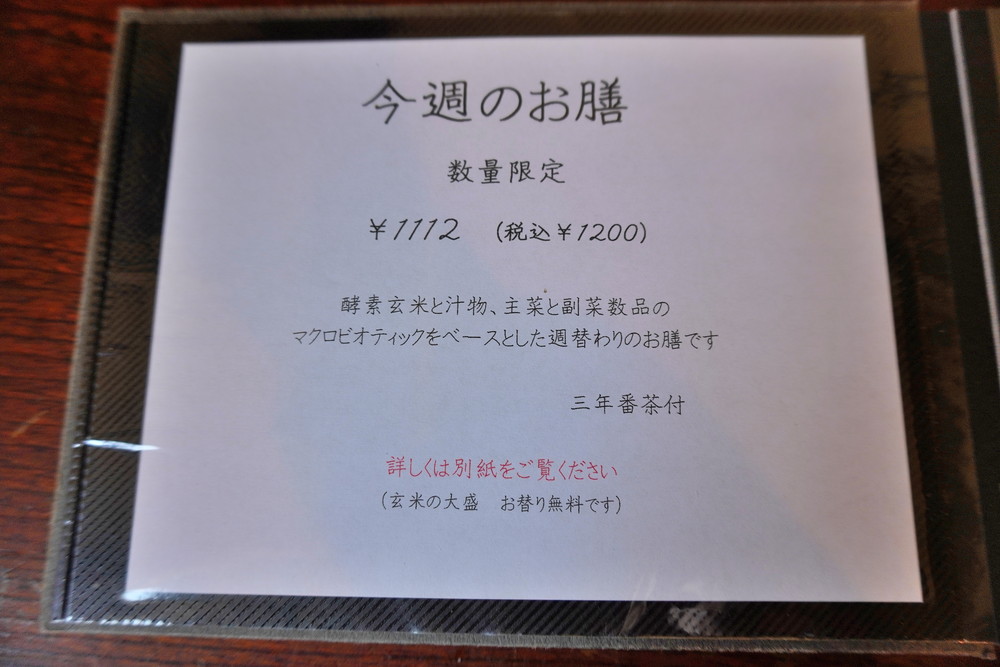 今週のお膳
数量限定
￥1112　(税込￥1200)
酵素玄米と汁物、主菜と副菜数品の
マクロビオティックをベースとした週替わりのお膳です
三年番茶付
詳しくは別紙をご覧ください
(玄米の大盛　お替り無料です)